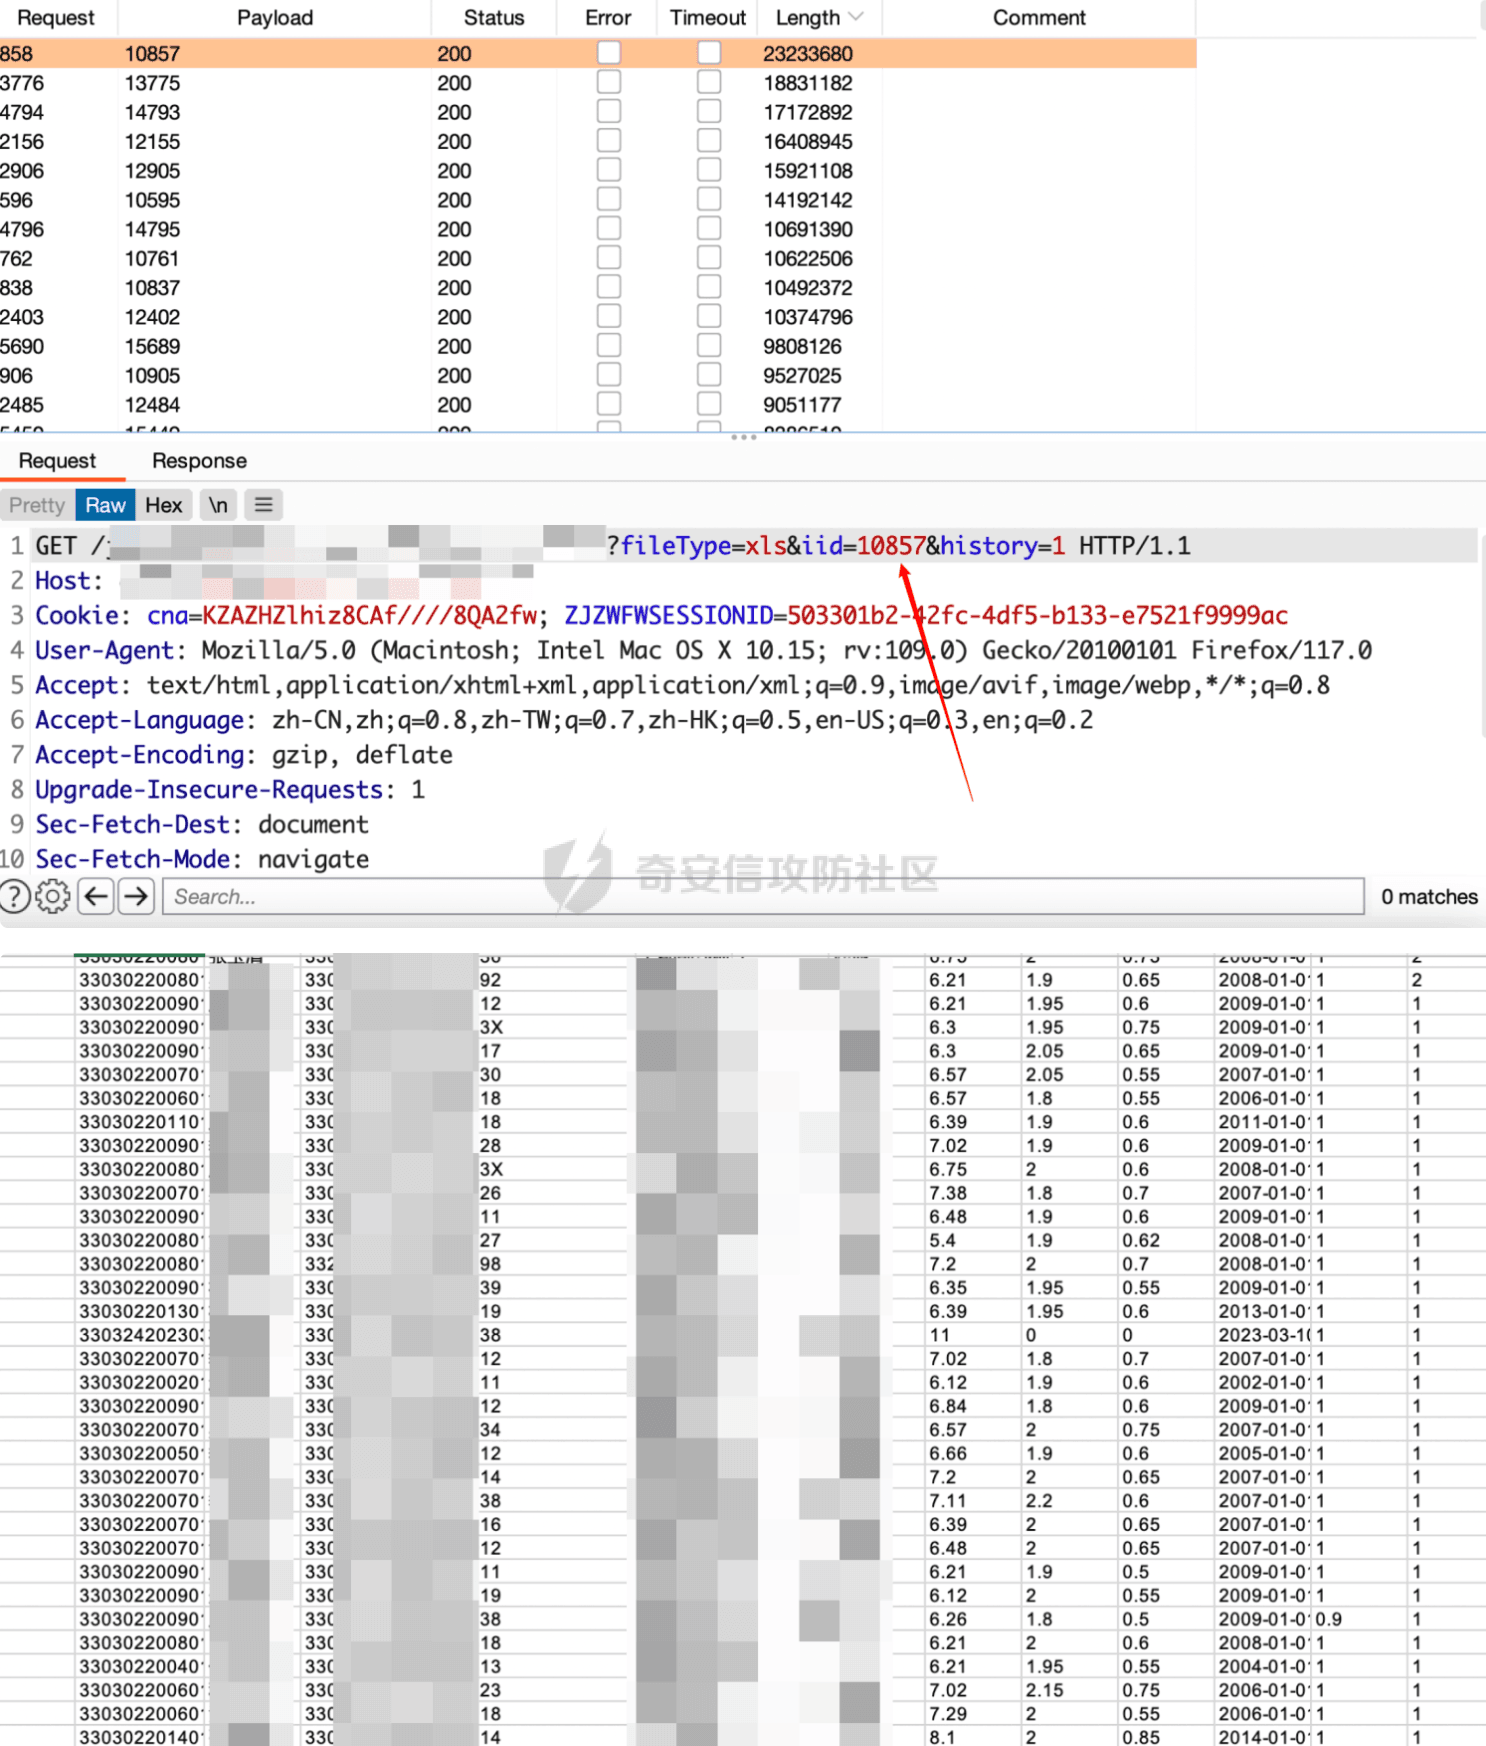 Request Payload Status Error Timeout Length Comment
858 10857 200 23233680
3776 13775 200 18831182
4794 14793 200 17172892
2156 12155 200 16408945
2906 12905 200 15921108
596 10595 200 14192142
4796 14795 200 10691390
762 10761 200 10622506
838 10837 200 10492372
2403 12402 200 10374796
5690 15689 200 9808126
906 10905 200 9527025
2485 12484 200 9051177
Request Response
Pretty Raw Hex \n
1 GET / ?fileType=xls&iid=10857&history=1 HTTP/1.1
2 Host:
3 Cookie: cna=KZAZHZlhiz8CAf////8QA2fw; ZJZWFWSESSIONID=503301b2-42fc-4df5-b133-e7521f9999ac
4 User-Agent: Mozilla/5.0 (Macintosh; Intel Mac OS X 10.15; rv:109.0) Gecko/20100101 Firefox/117.0
5 Accept: text/html,application/xhtml+xml,application/xml;q=0.9,image/avif,image/webp,*/*;q=0.8
6 Accept-Language: zh-CN,zh;q=0.8,zh-TW;q=0.7,zh-HK;q=0.5,en-US;q=0.3,en;q=0.2
7 Accept-Encoding: gzip, deflate
8 Upgrade-Insecure-Requests: 1
9 Sec-Fetch-Dest: document
10 Sec-Fetch-Mode: navigate
奇安信攻防社区
Search... 0 matches
33030220080 92 6.21 1.9 0.65 2008-01-0 1 2
33030220090 330 12 6.21 1.95 0.6 2009-01-0 1 1
33030220090 330 3X 6.3 1.95 0.75 2009-01-0 1 1
33030220090 330 17 6.3 2.05 0.65 2009-01-0 1 1
33030220070 330 30 6.57 2.05 0.55 2007-01-0 1 1
33030220060 330 18 6.57 1.8 0.55 2006-01-0 1 1
33030220110 330 18 6.39 1.9 0.6 2011-01-0 1 1
33030220090 330 28 7.02 1.9 0.6 2009-01-0 1 1
33030220080 330 3X 6.75 2 0.6 2008-01-0 1 1
33030220070 330 26 7.38 1.8 0.7 2007-01-0 1 1
33030220090 330 11 6.48 1.9 0.6 2009-01-0 1 1
33030220080 330 27 5.4 1.9 0.62 2008-01-0 1 1
33030220080 332 98 7.2 2 0.7 2008-01-0 1 1
33030220090 330 39 6.35 1.95 0.55 2009-01-0 1 1
33030220130 330 19 6.39 1.95 0.6 2013-01-0 1 1
330324202303 330 38 11 0 0 2023-03-10 1 1
33030220070 330 12 7.02 1.8 0.7 2007-01-0 1 1
33030220020 330 11 6.12 1.9 0.6 2002-01-0 1 1
33030220090 330 12 6.84 1.8 0.6 2009-01-0 1 1
33030220070 330 34 6.57 2 0.75 2007-01-0 1 1
33030220050 330 12 6.66 1.9 0.6 2005-01-0 1 1
33030220070 330 14 7.2 2 0.65 2007-01-0 1 1
33030220070 330 38 7.11 2.2 0.6 2007-01-0 1 1
33030220070 330 16 6.39 2 0.65 2007-01-0 1 1
33030220070 330 12 6.48 2 0.65 2007-01-0 1 1
33030220090 330 11 6.21 1.9 0.5 2009-01-0 1 1
33030220090 330 19 6.12 2 0.55 2009-01-0 1 1
33030220090 330 38 6.26 1.8 0.5 2009-01-0 0.9 1
33030220080 330 18 6.21 2 0.6 2008-01-0 1 1
33030220040 330 13 6.21 1.95 0.55 2004-01-0 1 1
33030220060 330 23 7.02 2.15 0.75 2006-01-0 1 1
33030220060 330 18 7.29 2 0.55 2006-01-0 1 1
33030220140 330 14 8.1 2 0.85 2014-01-0 1 1